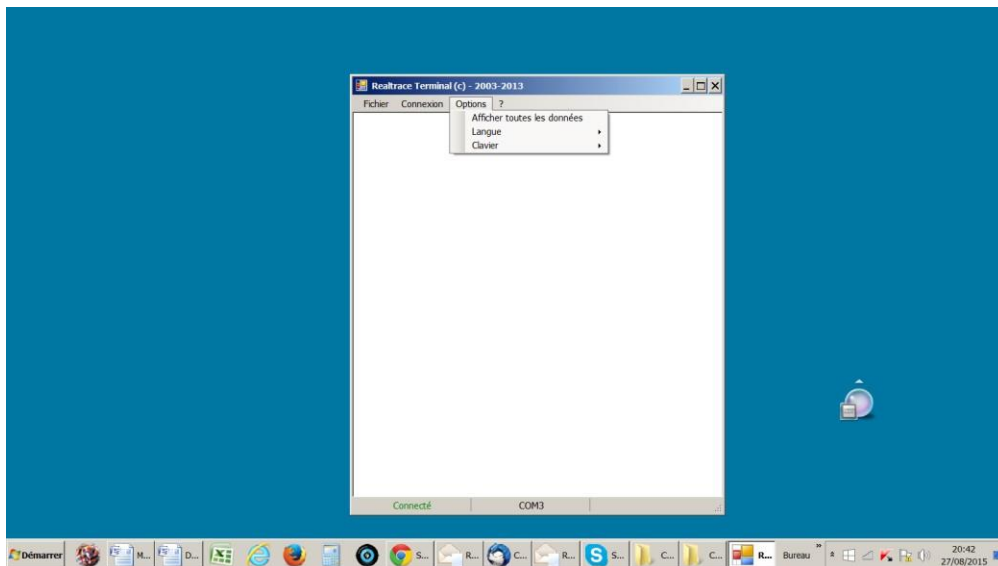 Realtrace Terminal (c) - 2003-2013
Fichier Connexion Options ?
Afficher toutes les données
Langue
Clavier
Connecté COM3
Démarrer M... D... S... R... C... R... S... C... C... R... Bureau » 20:42
27/08/2015